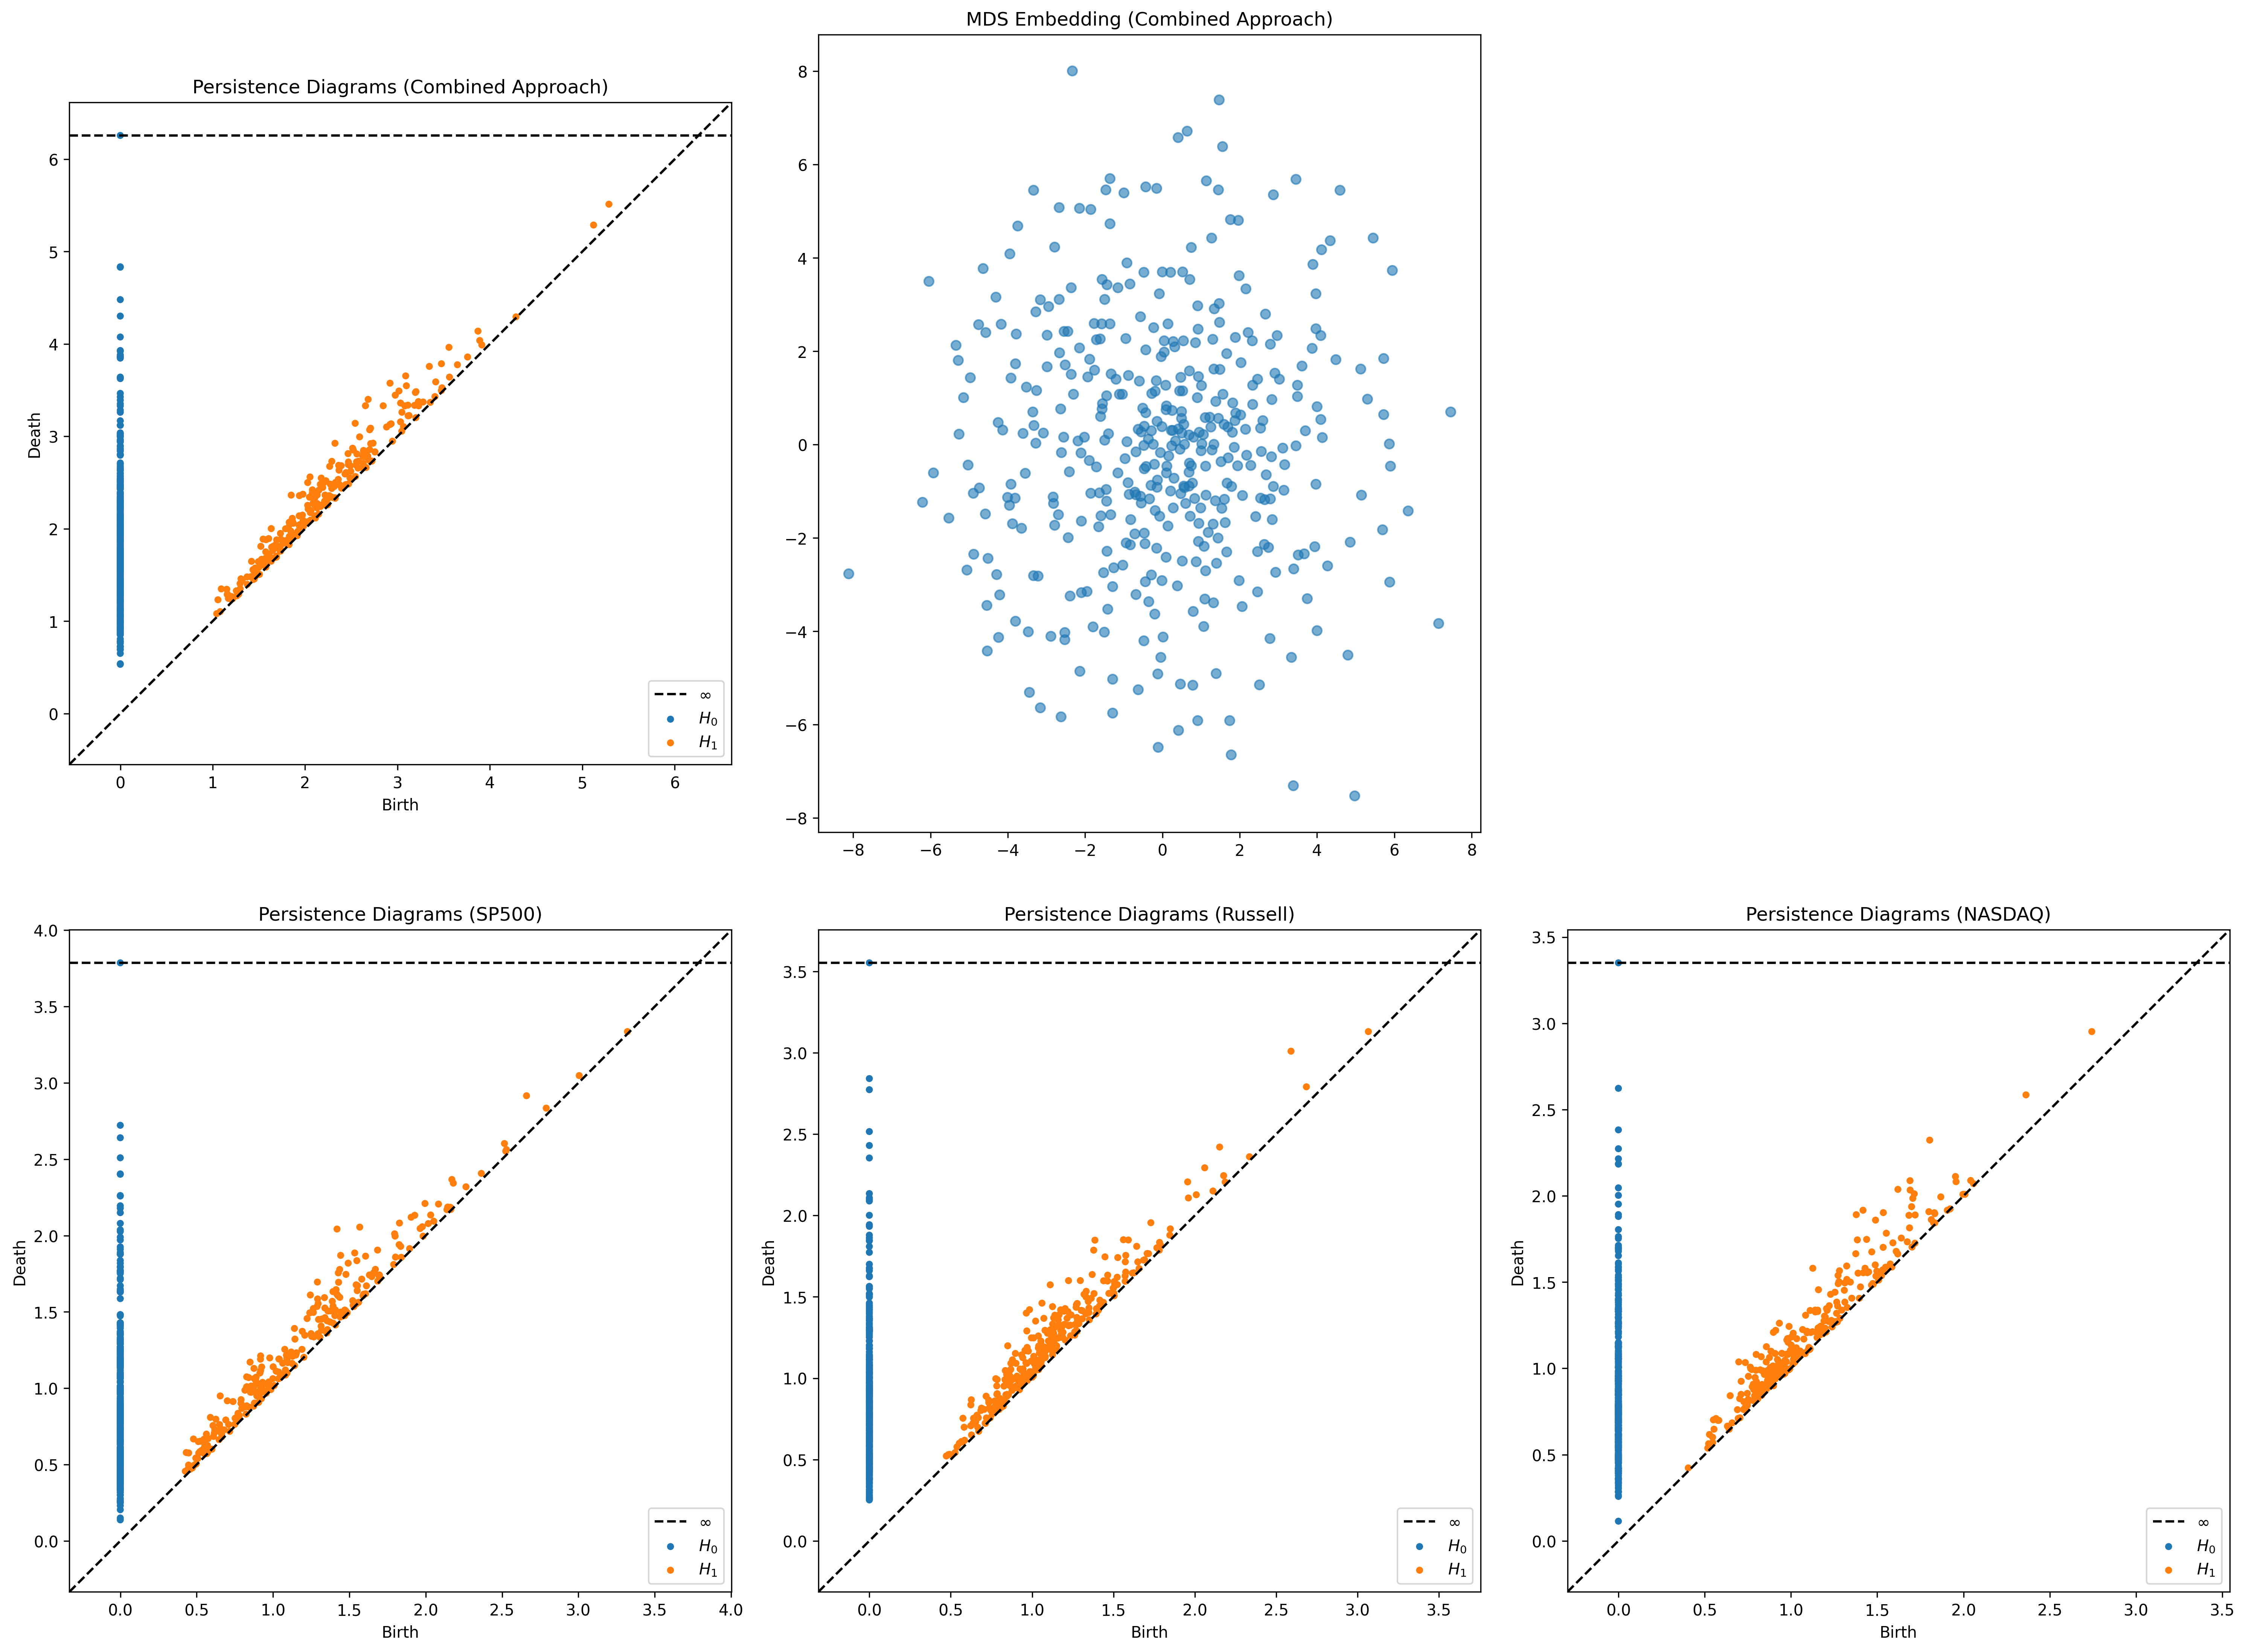 Persistence Diagrams (Combined Approach)
6
5
4
3
2
1
0
Death
0 1 2 3 4 5 6
Birth
∞
H₀
H₁
MDS Embedding (Combined Approach)
8
6
4
2
0
−2
−4
−6
−8
−8 −6 −4 −2 0 2 4 6 8
Persistence Diagrams (SP500)
4.0
3.5
3.0
2.5
2.0
1.5
1.0
0.5
0.0
Death
0.0 0.5 1.0 1.5 2.0 2.5 3.0 3.5 4.0
Birth
∞
H₀
H₁
Persistence Diagrams (Russell)
3.5
3.0
2.5
2.0
1.5
1.0
0.5
0.0
Death
0.0 0.5 1.0 1.5 2.0 2.5 3.0 3.5
Birth
∞
H₀
H₁
Persistence Diagrams (NASDAQ)
3.5
3.0
2.5
2.0
1.5
1.0
0.5
0.0
Death
0.0 0.5 1.0 1.5 2.0 2.5 3.0 3.5
Birth
∞
H₀
H₁